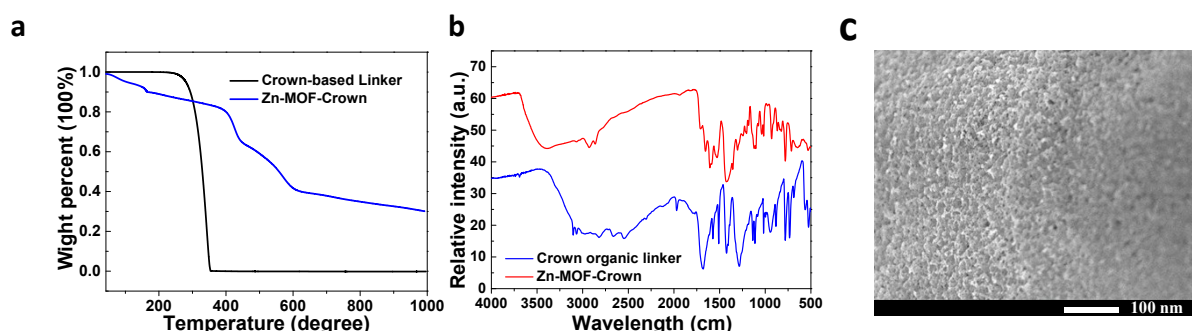 a
Wight percent (100%)
1.0
0.8
0.6
0.4
0.2
0.0
Crown-based Linker
Zn-MOF-Crown
200 400 600 800 1000
Temperature (degree)
b
Relative intensity (a.u.)
70
60
50
40
30
20
10
0
Crown organic linker
Zn-MOF-Crown
4000 3500 3000 2500 2000 1500 1000 500
Wavelength (cm)
c
100 nm